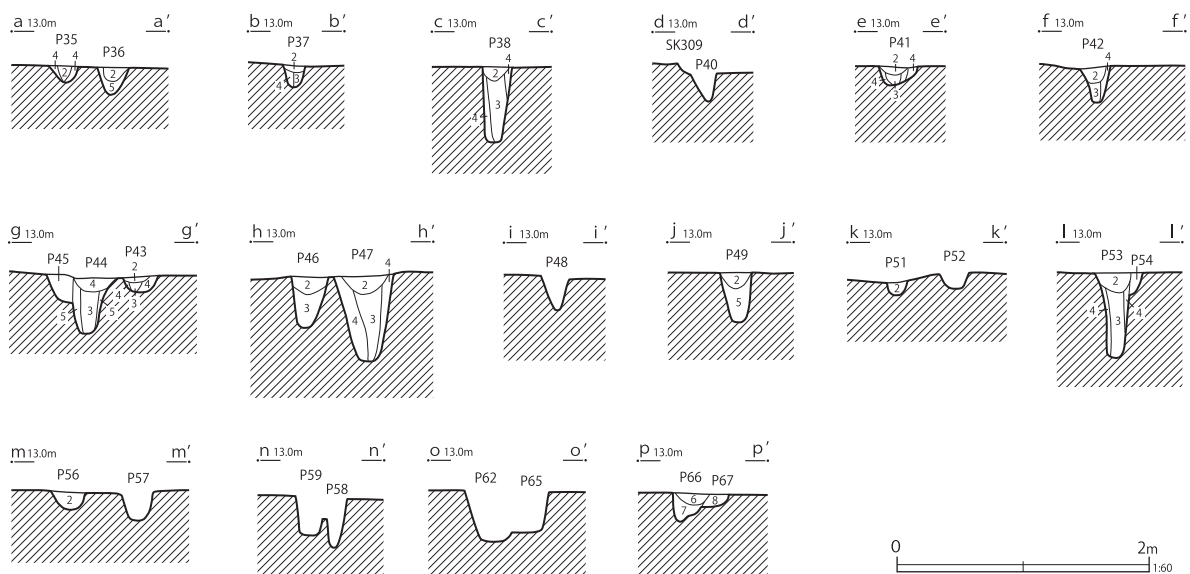 a 13.0m a′
P35 P36
4 4
2 2
5
b 13.0m b′
P37
2
3
4
c 13.0m c′
P38
4
2
3
4
d 13.0m d′
SK309
P40
e 13.0m e′
P41
2 4
4 3
f 13.0m f′
P42
4
2
3
g 13.0m g′
P45 P44 P43
2
4 4
4 3
3
5 5
h 13.0m h′
P46 P47
4
2 2
3
4 3
i 13.0m i′
P48
j 13.0m j′
P49
2
5
k 13.0m k′
P51 P52
2
l 13.0m l′
P53 P54
2
4 4
3
m 13.0m m′
P56 P57
2
n 13.0m n′
P59
P58
o 13.0m o′
P62 P65
p 13.0m p′
P66 P67
6 8
7
0 2m
1:60